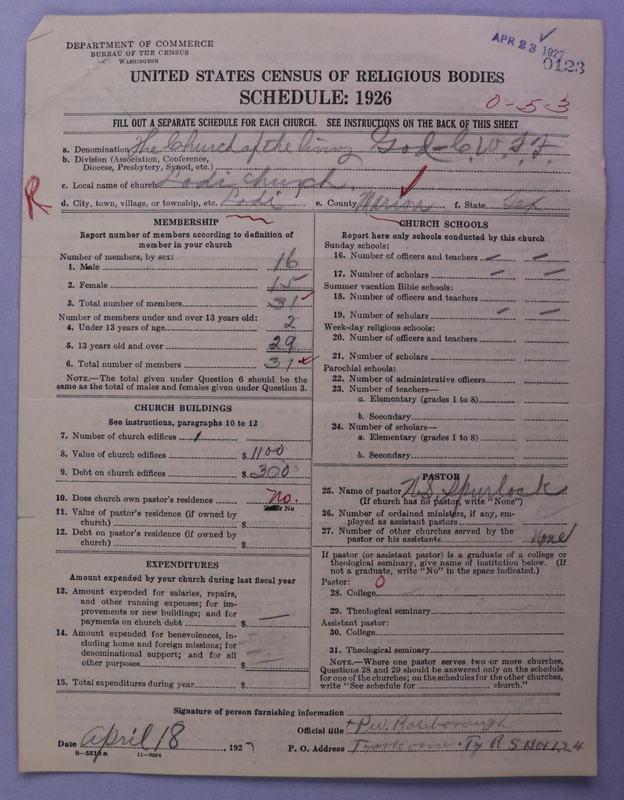 DEPARTMENT OF COMMERCE
BUREAU OF THE CENSUS
WASHINGTON
APR 23 1927
0123
UNITED STATES CENSUS OF RELIGIOUS BODIES
SCHEDULE: 1926
0-5-3
FILL OUT A SEPARATE SCHEDULE FOR EACH CHURCH. SEE INSTRUCTIONS ON THE BACK OF THIS SHEET
a. Denomination The Church of the living God - C. W. F. F.
b. Division (Association, Conference,
Diocese, Presbytery, Synod, etc.)
c. Local name of church Lodi church
R
d. City, town, village, or township, etc. Lodi e. County Marion f. State Tex
MEMBERSHIP
Report number of members according to definition of
member in your church
Number of members, by sex:
1. Male 16
2. Female 15
3. Total number of members 31
Number of members under and over 13 years old:
4. Under 13 years of age 2
5. 13 years old and over 29
6. Total number of members 31
NOTE.—The total given under Question 6 should be the
same as the total of males and females given under Question 3.
CHURCH BUILDINGS
See instructions, paragraphs 10 to 12
7. Number of church edifices 1
8. Value of church edifices $ 1100
9. Debt on church edifices $ 300
10. Does church own pastor's residence No.
or No
11. Value of pastor's residence (if owned by
church) $
12. Debt on pastor's residence (if owned by
church) $
EXPENDITURES
Amount expended by your church during last fiscal year
13. Amount expended for salaries, repairs,
and other running expenses; for im-
provements or new buildings; and for
payments on church debt $ —
14. Amount expended for benevolences, in-
cluding home and foreign missions; for
denominational support; and for all
other purposes $ —
15. Total expenditures during year $
CHURCH SCHOOLS
Report here only schools conducted by this church
Sunday schools:
16. Number of officers and teachers — —
17. Number of scholars — —
Summer vacation Bible schools:
18. Number of officers and teachers
19. Number of scholars — —
Week-day religious schools:
20. Number of officers and teachers
21. Number of scholars
Parochial schools:
22. Number of administrative officers
23. Number of teachers—
a. Elementary (grades 1 to 8)
b. Secondary
24. Number of scholars—
a. Elementary (grades 1 to 8)
b. Secondary
PASTOR
25. Name of pastor Spurlock
(If church has no pastor, write "None")
26. Number of ordained ministers, if any, em-
ployed as assistant pastors
27. Number of other churches served by the
pastor or his assistants None
If pastor (or assistant pastor) is a graduate of a college or
theological seminary, give name of institution below. (If
not a graduate, write "No" in the space indicated.)
Pastor: 0
28. College
29. Theological seminary
Assistant pastor:
30. College
31. Theological seminary
NOTE.—Where one pastor serves two or more churches,
Questions 28 and 29 should be answered only on the schedule
for one of the churches; on the schedules for the other churches,
write "See schedule for church."
Signature of person furnishing information
Official title Roseborough
Date April 18, 1927 P. O. Address R 5 Box 124
8—5513a 11—9024